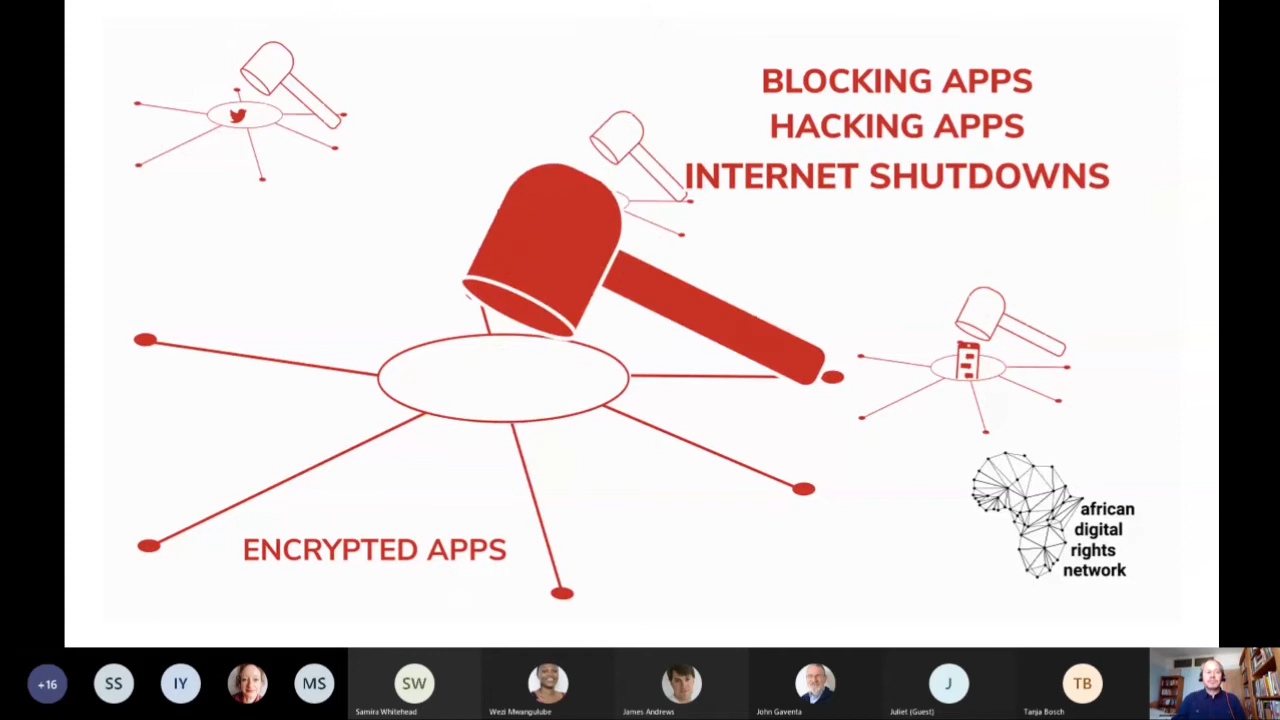 BLOCKING APPS
HACKING APPS
INTERNET SHUTDOWNS
ENCRYPTED APPS
african
digital
rights
network
+16
SS
IY
MS
SW
J
TB
Samira Whitehead
Wezi Mwangulube
James Andrews
John Gaventa
Juliet (Guest)
Tanja Bosch